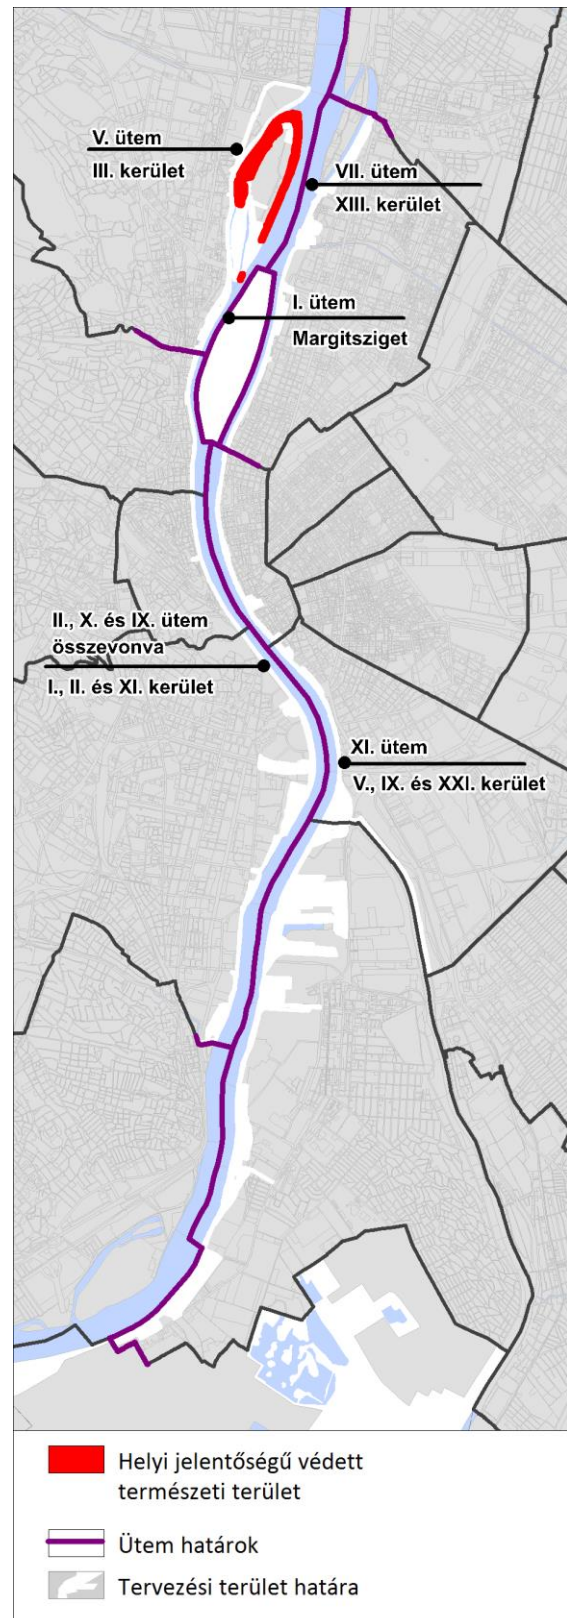 V. ütem
III. kerület
VII. ütem
XIII. kerület
I. ütem
Margitsziget
II., X. és IX. ütem
összevonva
I., II. és XI. kerület
XI. ütem
V., IX. és XXI. kerület
Helyi jelentőségű védett
természeti terület
Ütem határok
Tervezési terület határa